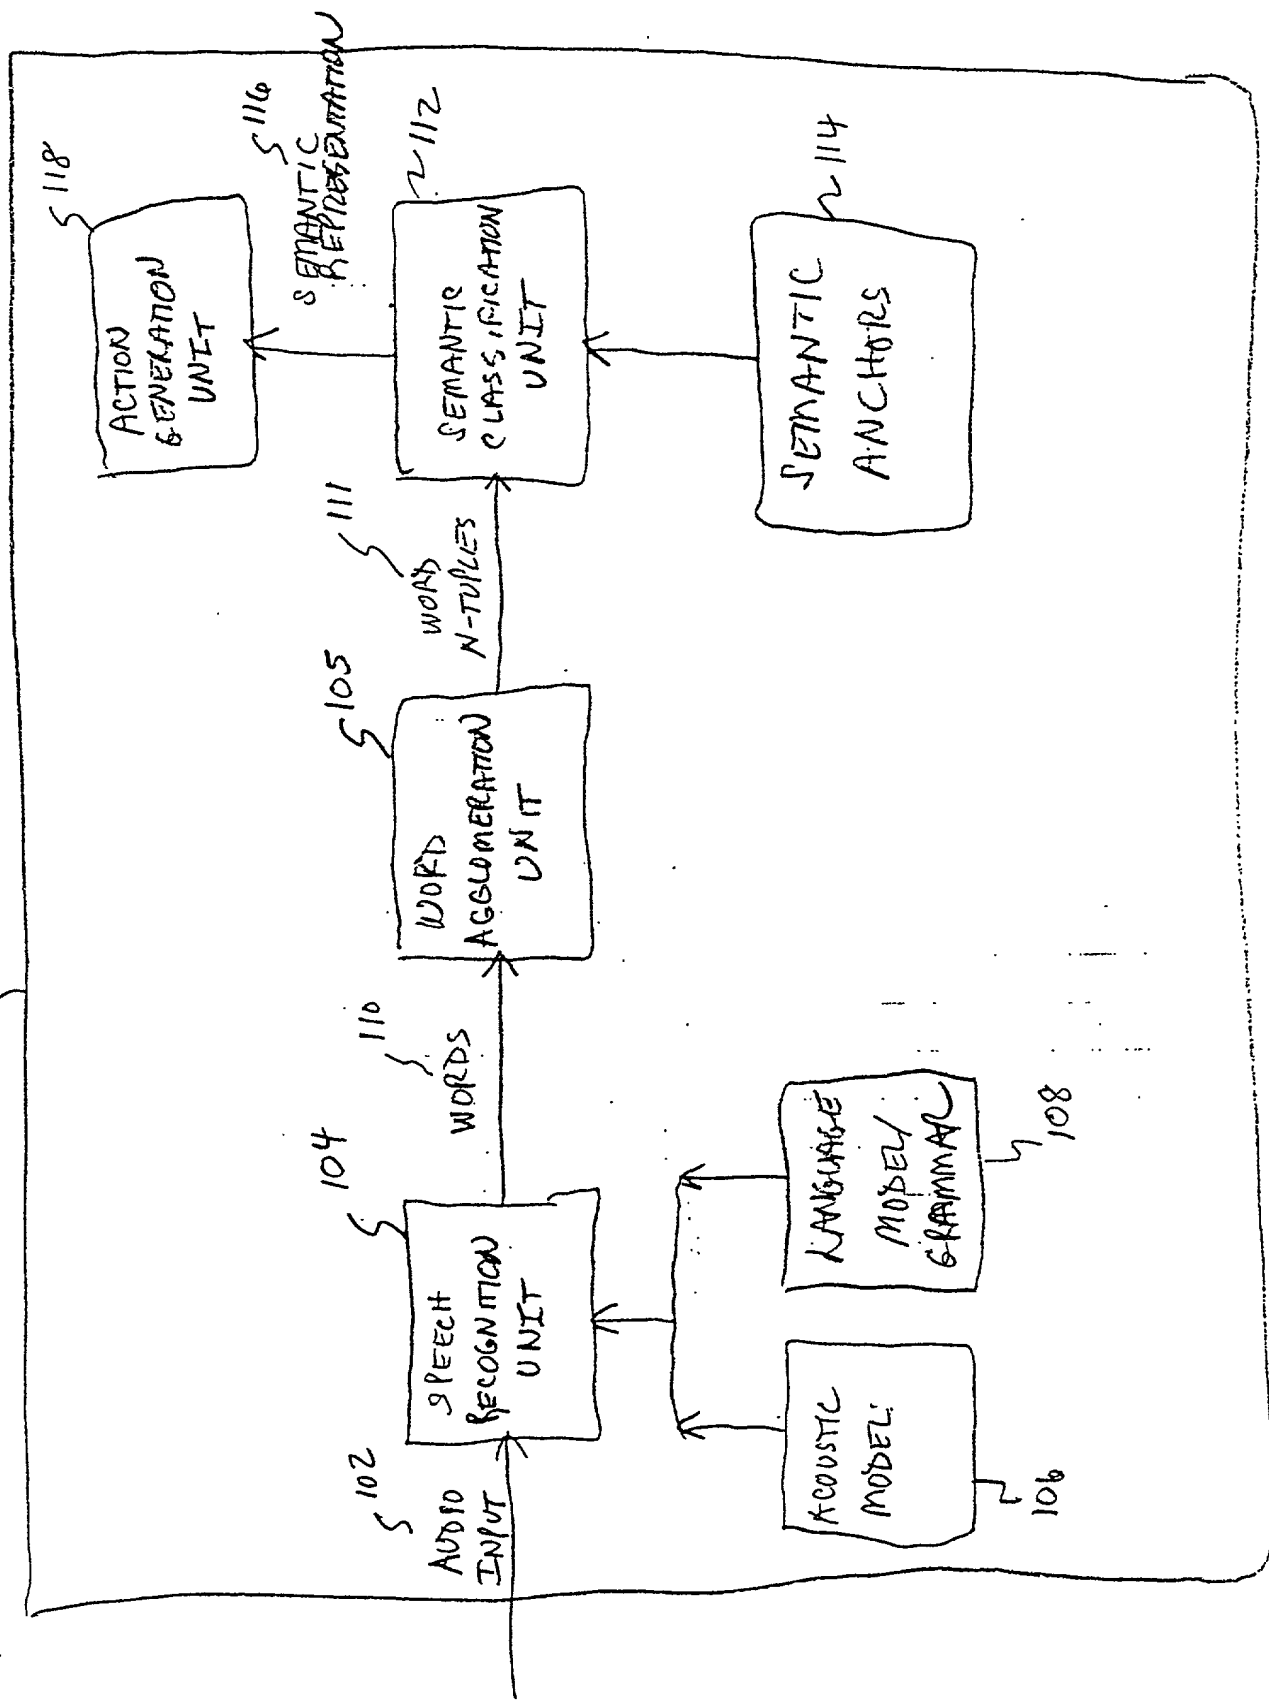 102
AUDIO
INPUT
104
SPEECH
RECOGNITION
UNIT
ACOUSTIC
MODEL
106
LANGUAGE
MODEL/
GRAMMAR
108
110
WORDS
105
WORD
AGGLOMERATION
UNIT
111
WORD
N-TUPLES
112
SEMANTIC
CLASSIFICATION
UNIT
SEMANTIC
ANCHORS
114
116
SEMANTIC
REPRESENTATION
118
ACTION
GENERATION
UNIT